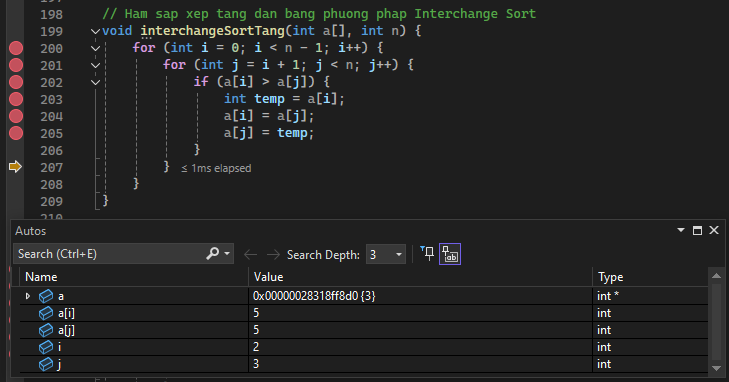 197
198 // Ham sap xep tang dan bang phuong phap Interchange Sort
199 void interchangeSortTang(int a[], int n) {
200 for (int i = 0; i < n - 1; i++) {
201 for (int j = i + 1; j < n; j++) {
202 if (a[i] > a[j]) {
203 int temp = a[i];
204 a[i] = a[j];
205 a[j] = temp;
206 }
207 } ≤ 1ms elapsed
208 }
209 }
210
Autos
Search (Ctrl+E) Search Depth: 3
Name Value Type
a 0x00000028318ff8d0 {3} int *
a[i] 5 int
a[j] 5 int
i 2 int
j 3 int